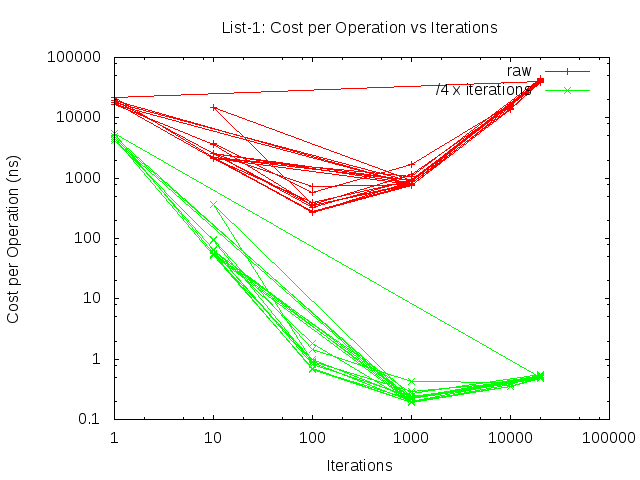 List-1: Cost per Operation vs Iterations
100000
10000
1000
100
10
1
0.1
Cost per Operation (ns)
raw
/4 x iterations
1 10 100 1000 10000 100000
Iterations